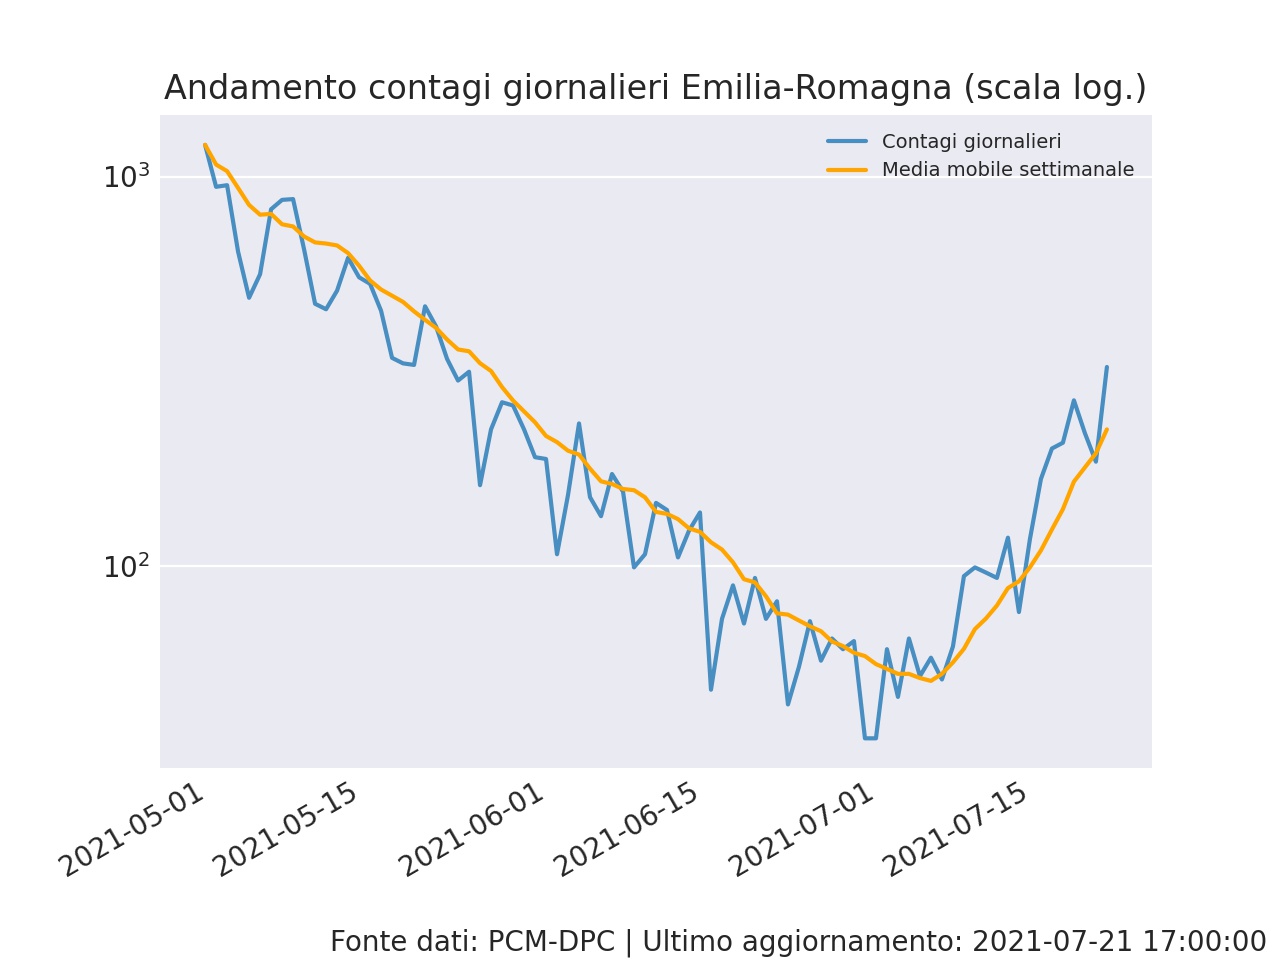 Andamento contagi giornalieri Emilia-Romagna (scala log.)
Contagi giornalieri
Media mobile settimanale
10³
10²
2021-05-01
2021-05-15
2021-06-01
2021-06-15
2021-07-01
2021-07-15
Fonte dati: PCM-DPC | Ultimo aggiornamento: 2021-07-21 17:00:00